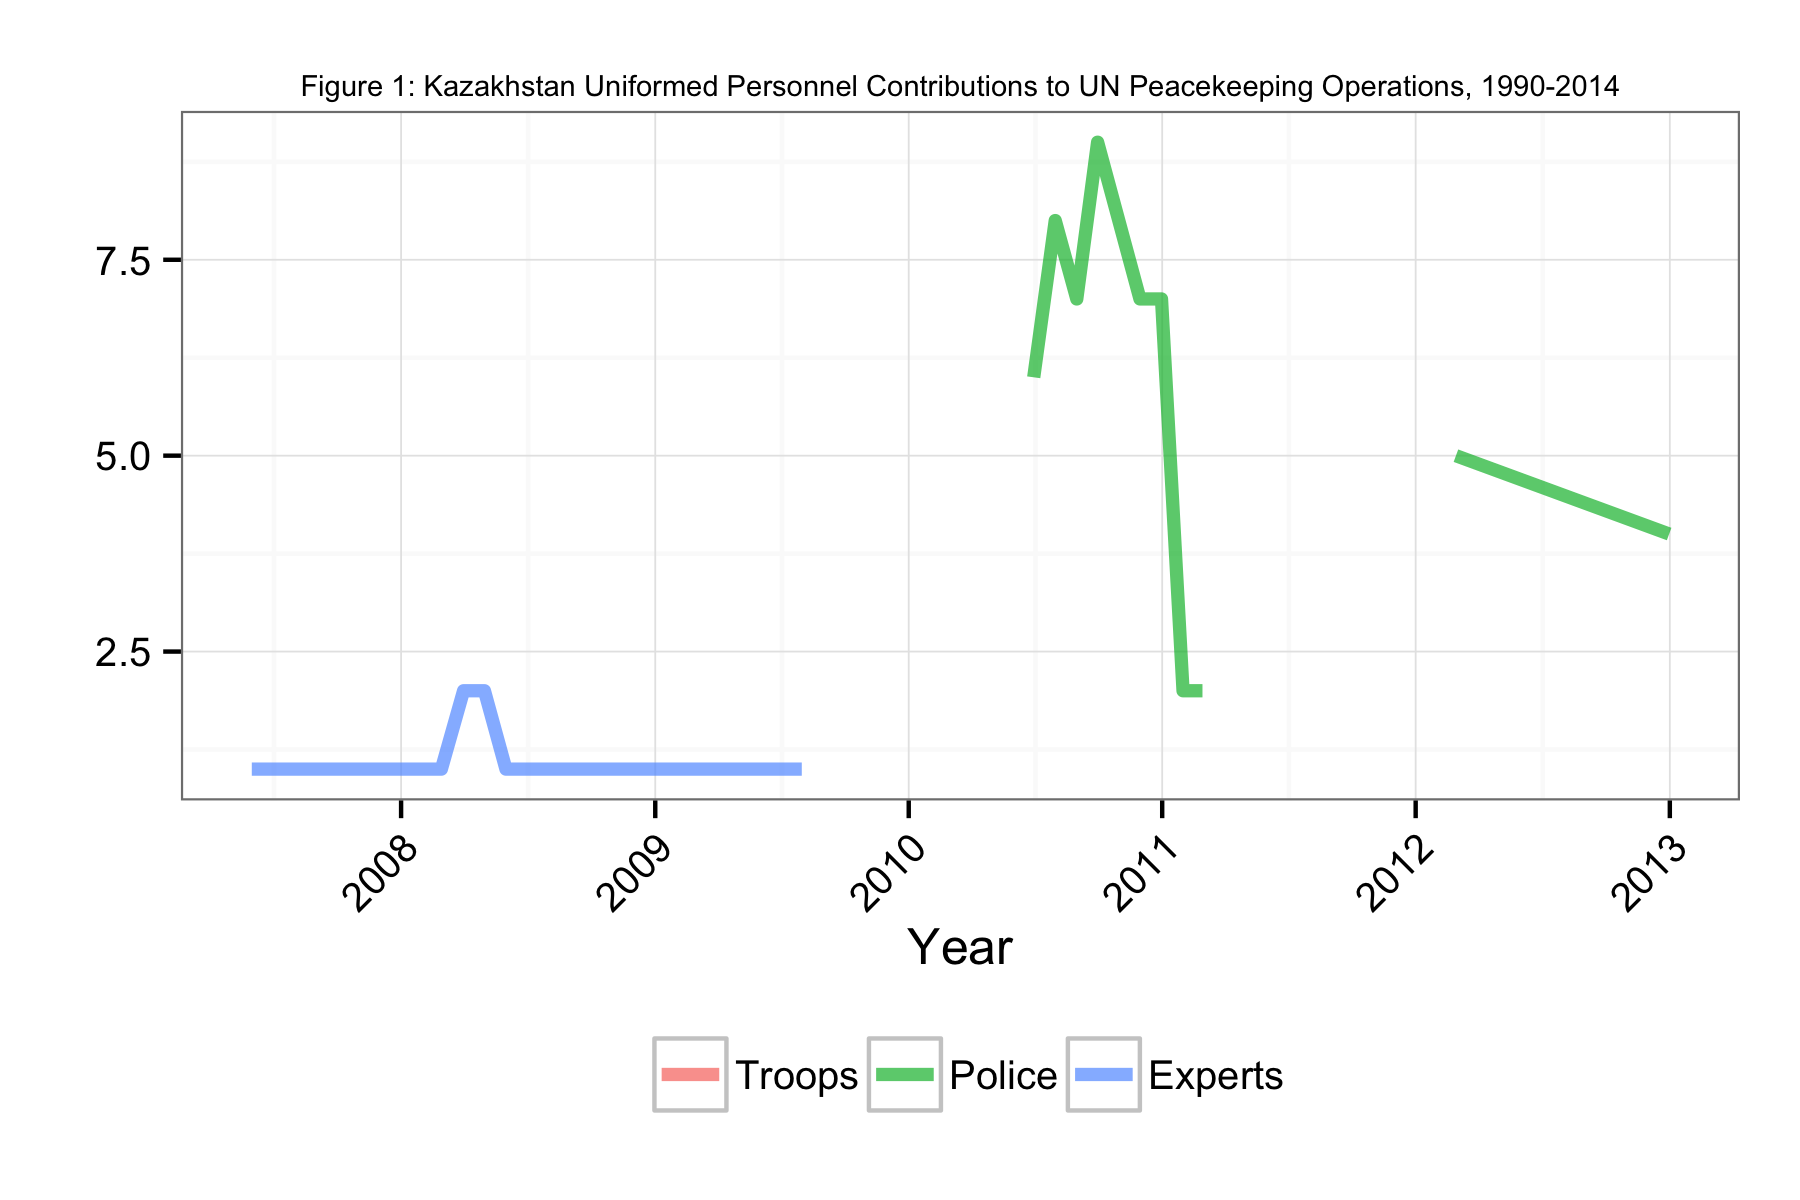 Figure 1: Kazakhstan Uniformed Personnel Contributions to UN Peacekeeping Operations, 1990-2014
7.5
5.0
2.5
2008 2009 2010 2011 2012 2013
Year
Troops Police Experts